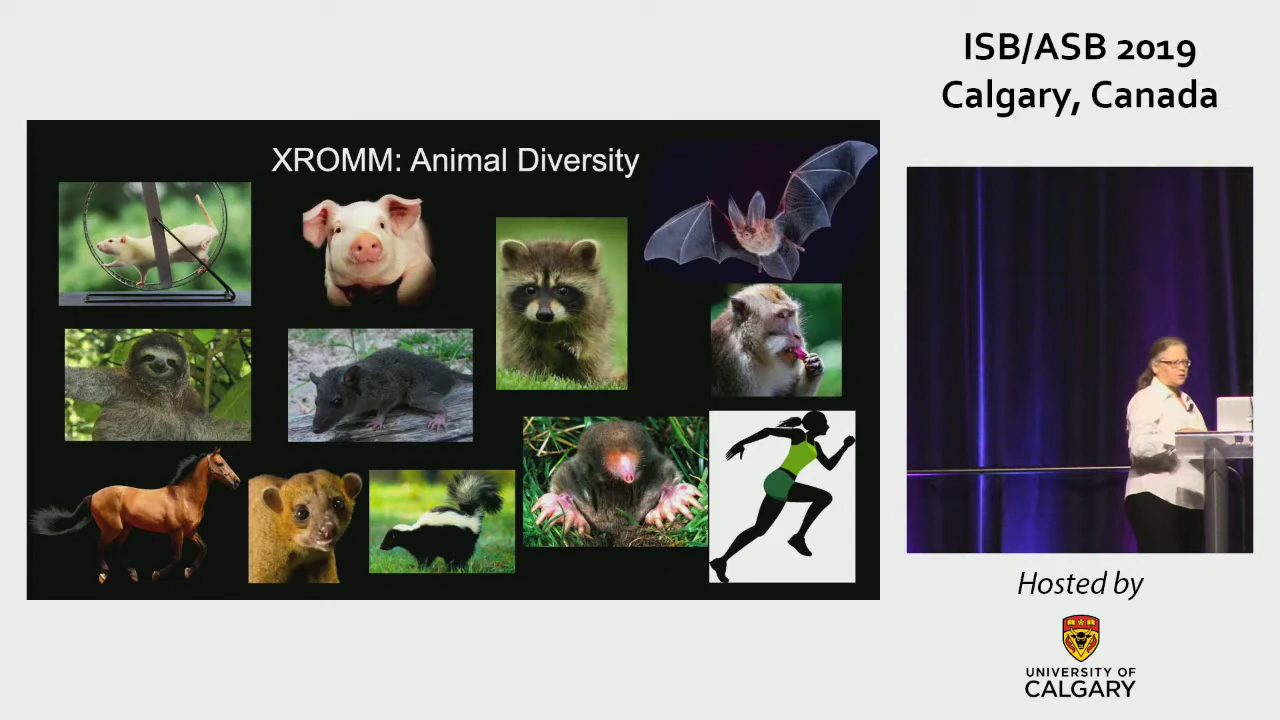 ISB/ASB 2019
Calgary, Canada
XROMM: Animal Diversity
Hosted by
UNIVERSITY OF
CALGARY